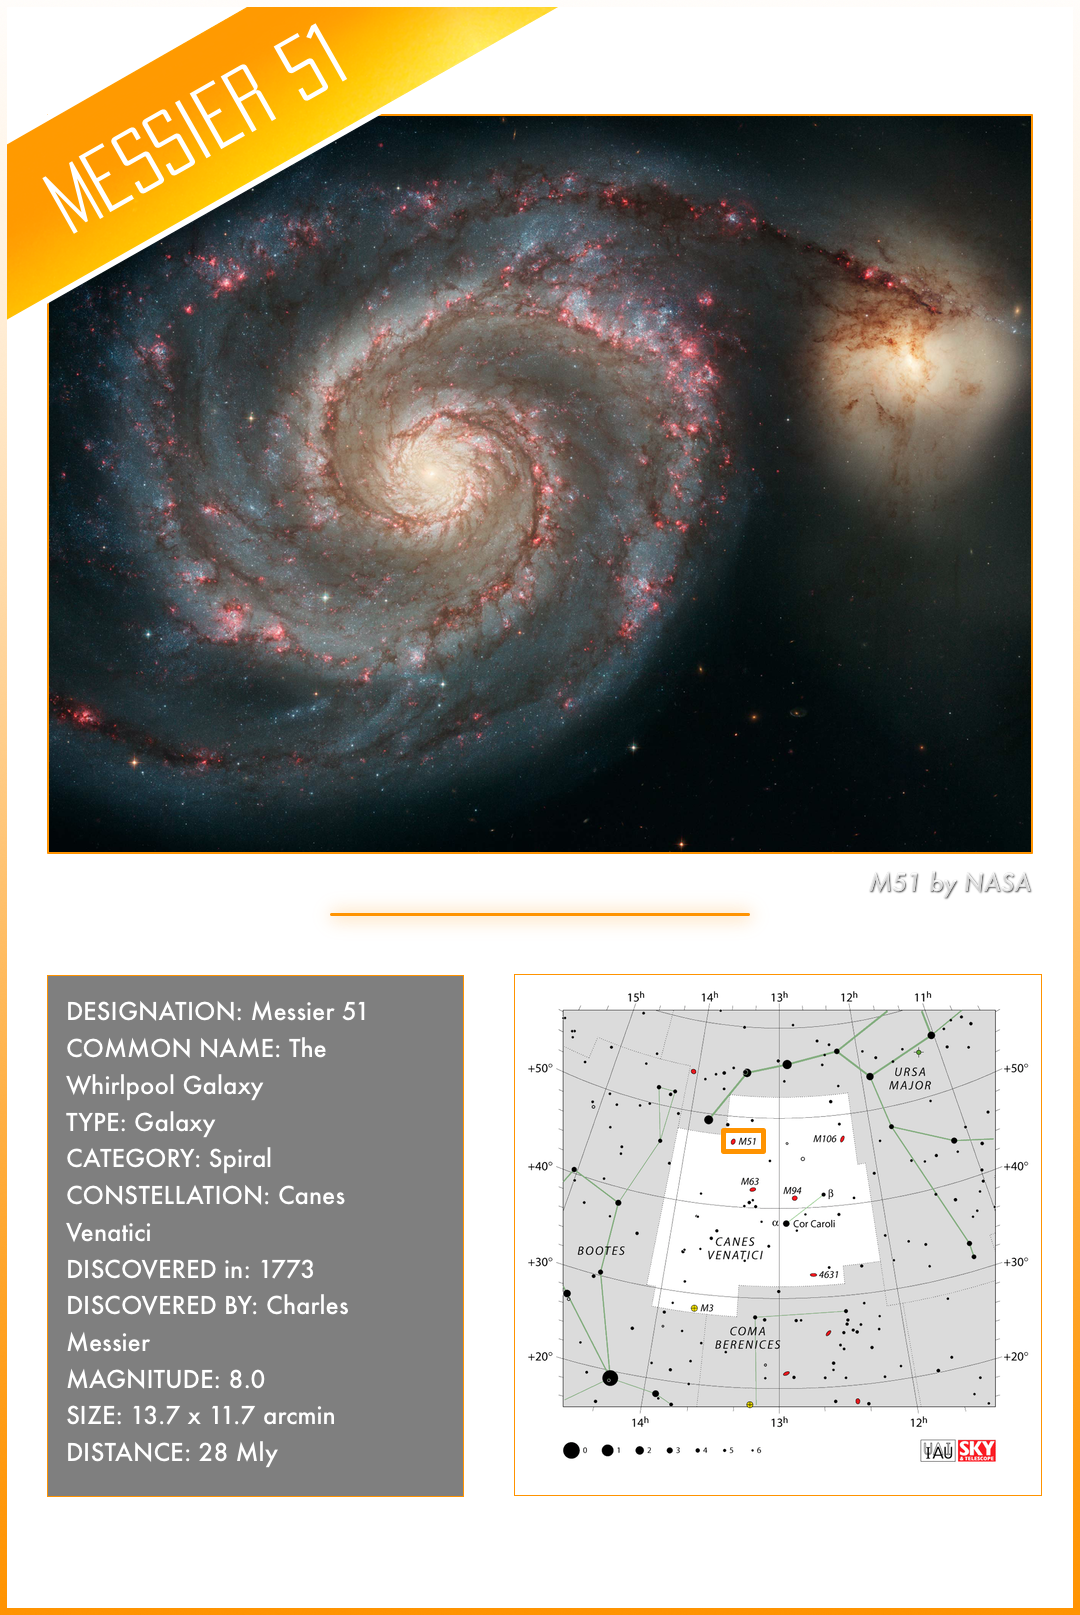 MESSIER 51
M51 by NASA
DESIGNATION: Messier 51
COMMON NAME: The
Whirlpool Galaxy
TYPE: Galaxy
CATEGORY: Spiral
CONSTELLATION: Canes
Venatici
DISCOVERED in: 1773
DISCOVERED BY: Charles
Messier
MAGNITUDE: 8.0
SIZE: 13.7 x 11.7 arcmin
DISTANCE: 28 Mly
15h 14h 13h 12h 11h
+50° +50°
URSA
MAJOR
M51 M106
+40° +40°
M63 M94 β
α Cor Caroli
BOOTES CANES
VENATICI
+30° +30°
4631
M3
COMA
BERENICES
+20° +20°
14h 13h 12h
0 1 2 3 4 5 6
IAU SKY
& TELESCOPE